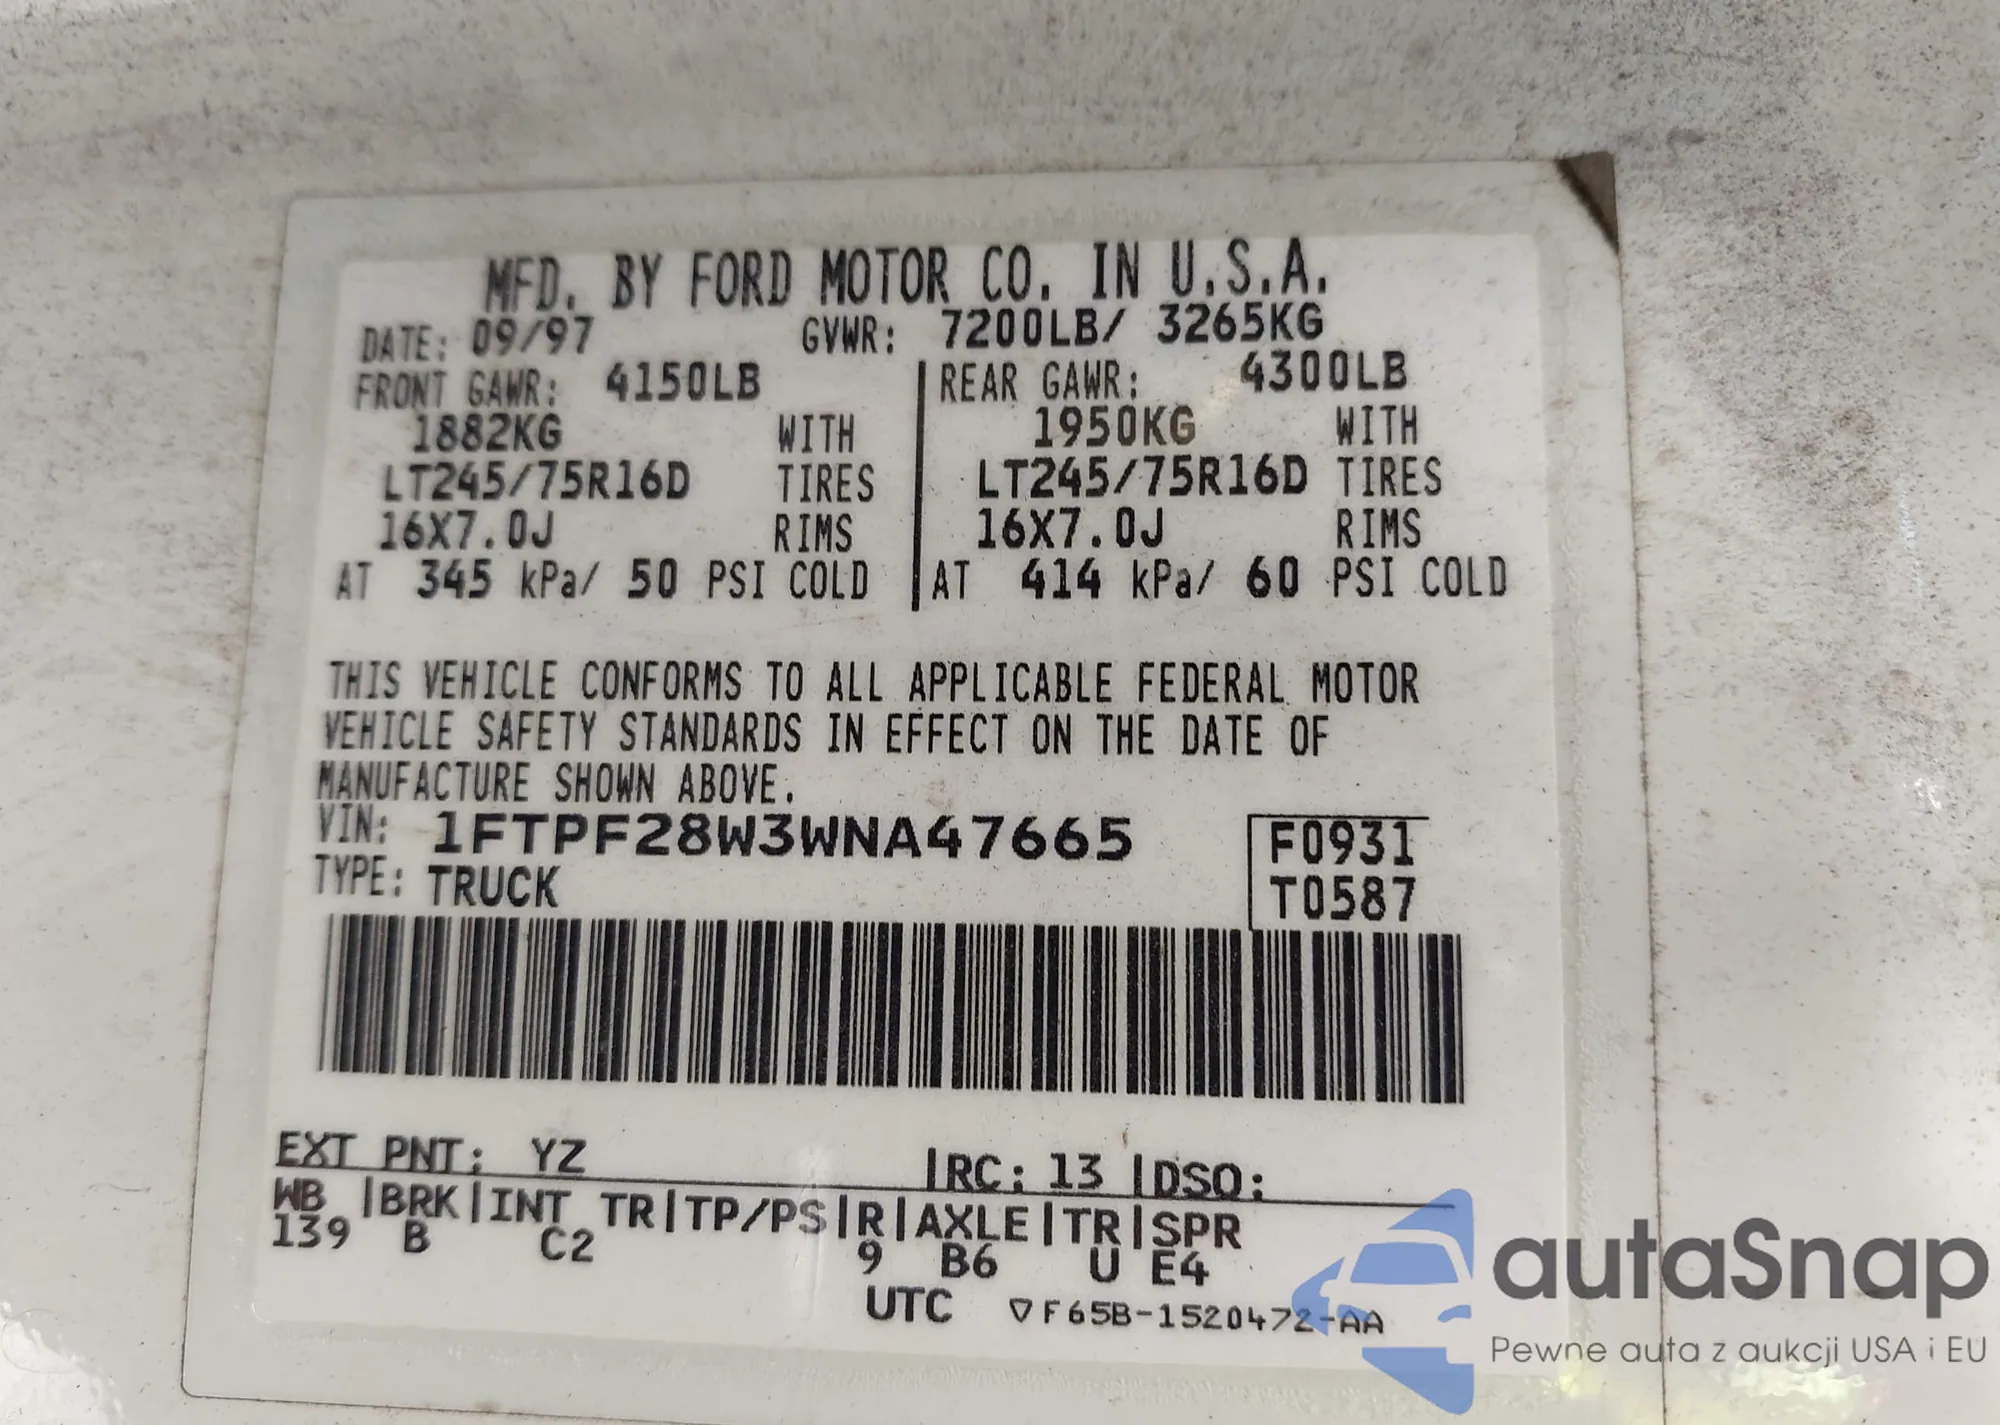 MFD. BY FORD MOTOR CO. IN U.S.A.
DATE: 09/97 GVWR: 7200LB/ 3265KG
FRONT GAWR: 4150LB REAR GAWR: 4300LB
1882KG WITH 1950KG WITH
LT245/75R16D TIRES LT245/75R16D TIRES
16X7.0J RIMS 16X7.0J RIMS
AT 345 kPa/ 50 PSI COLD AT 414 kPa/ 60 PSI COLD
THIS VEHICLE CONFORMS TO ALL APPLICABLE FEDERAL MOTOR
VEHICLE SAFETY STANDARDS IN EFFECT ON THE DATE OF
MANUFACTURE SHOWN ABOVE.
VIN: 1FTPF28W3WNA47665 F0931
TYPE: TRUCK T0587
EXT PNT: YZ |RC: 13 |DSO:
WB |BRK|INT TR|TP/PS|R|AXLE|TR|SPR
139 B C2 9 B6 U E4
UTC ▽F65B-1520472-AA
autaSnap
Pewne auta z aukcji USA i EU